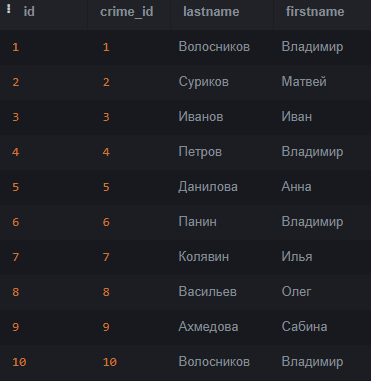 id crime_id lastname firstname
1 1 Волосников Владимир
2 2 Суриков Матвей
3 3 Иванов Иван
4 4 Петров Владимир
5 5 Данилова Анна
6 6 Панин Владимир
7 7 Колявин Илья
8 8 Васильев Олег
9 9 Ахмедова Сабина
10 10 Волосников Владимир